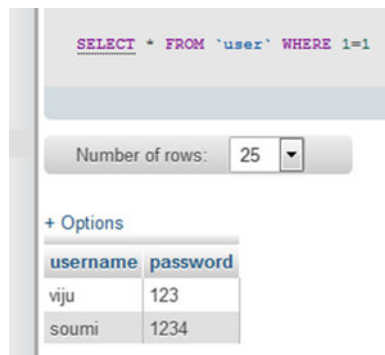 SELECT * FROM `user` WHERE 1=1
Number of rows: 25
+ Options
username password
viju 123
soumi 1234